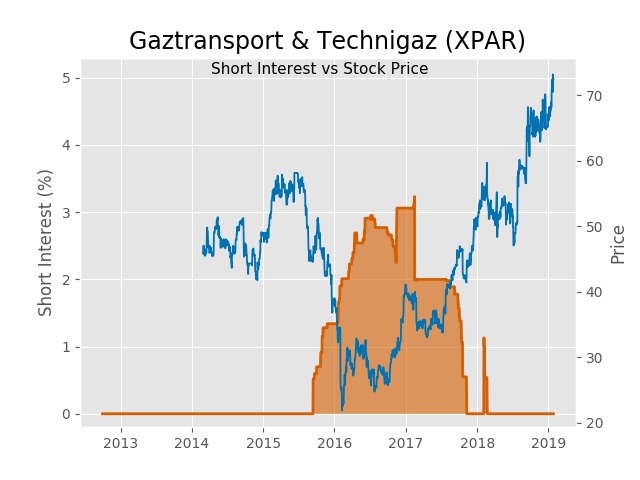 Gaztransport & Technigaz (XPAR)
Short Interest vs Stock Price
Short Interest (%)
5
4
3
2
1
0
70
60
50
40
30
20
Price
2013 2014 2015 2016 2017 2018 2019